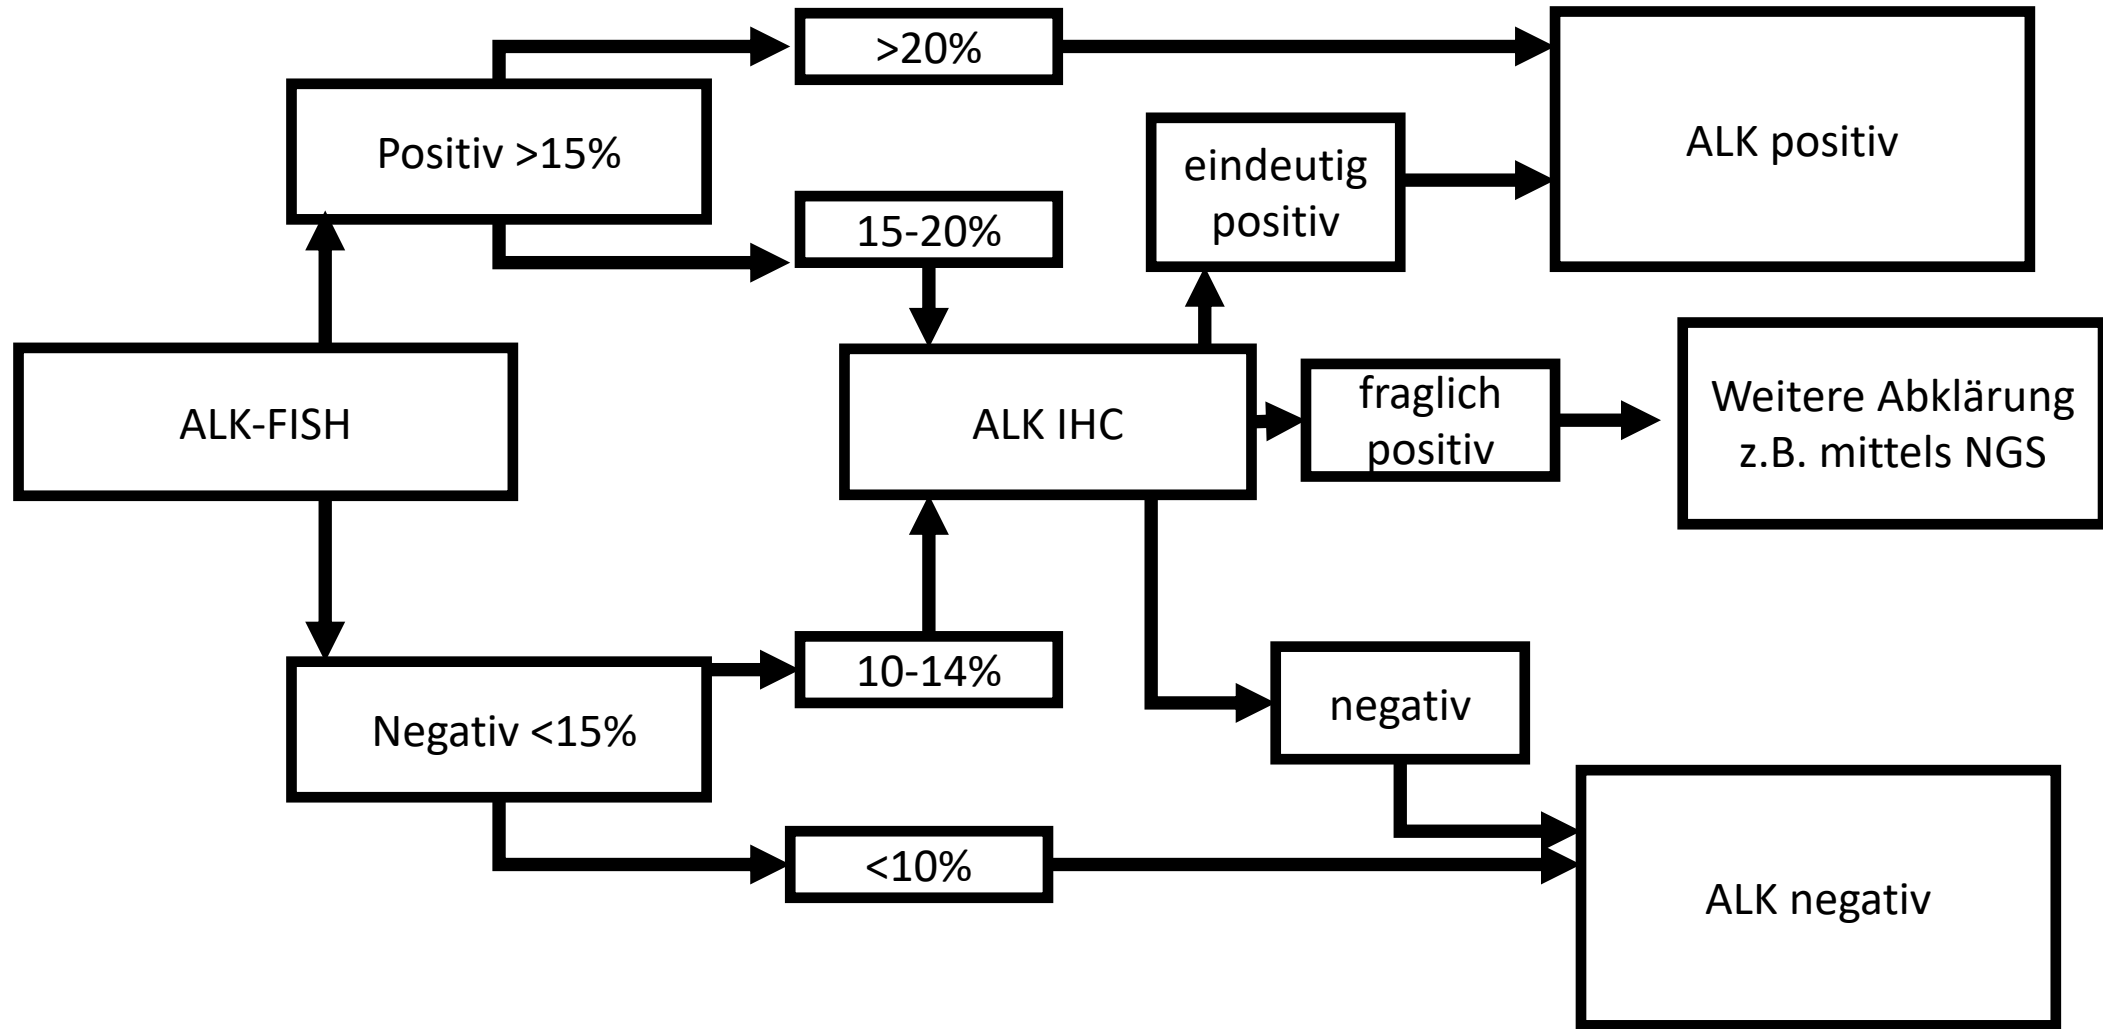 >20%
Positiv >15%
eindeutig
positiv
ALK positiv
15-20%
ALK-FISH
ALK IHC
fraglich
positiv
Weitere Abklärung
z.B. mittels NGS
10-14%
Negativ <15%
negativ
<10%
ALK negativ